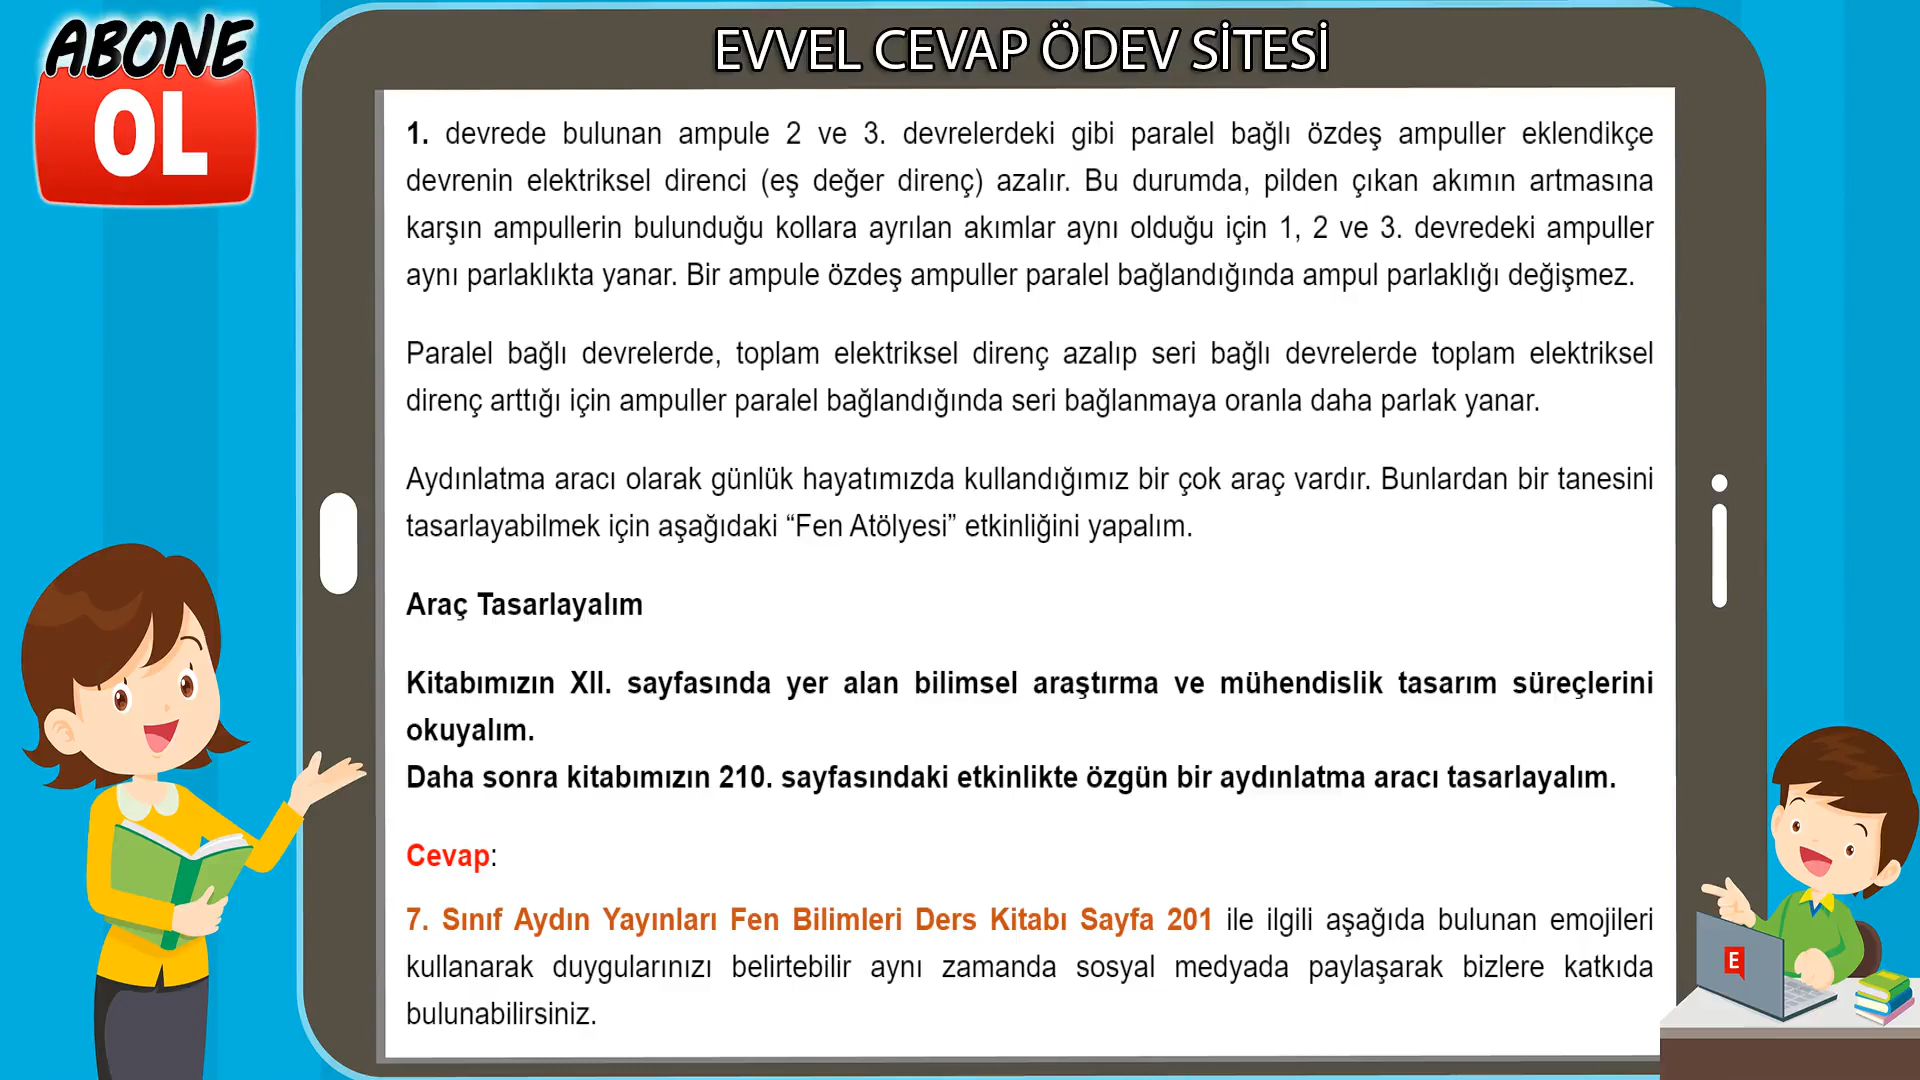 ABONE
OL
EVVEL CEVAP ÖDEV SİTESİ
1. devrede bulunan ampule 2 ve 3. devrelerdeki gibi paralel bağlı özdeş ampuller eklendikçe
devrenin elektriksel direnci (eş değer direnç) azalır. Bu durumda, pilden çıkan akımın artmasına
karşın ampullerin bulunduğu kollara ayrılan akımlar aynı olduğu için 1, 2 ve 3. devredeki ampuller
aynı parlaklıkta yanar. Bir ampule özdeş ampuller paralel bağlandığında ampul parlaklığı değişmez.
Paralel bağlı devrelerde, toplam elektriksel direnç azalıp seri bağlı devrelerde toplam elektriksel
direnç arttığı için ampuller paralel bağlandığında seri bağlanmaya oranla daha parlak yanar.
Aydınlatma aracı olarak günlük hayatımızda kullandığımız bir çok araç vardır. Bunlardan bir tanesini
tasarlayabilmek için aşağıdaki “Fen Atölyesi” etkinliğini yapalım.
Araç Tasarlayalım
Kitabımızın XII. sayfasında yer alan bilimsel araştırma ve mühendislik tasarım süreçlerini
okuyalım.
Daha sonra kitabımızın 210. sayfasındaki etkinlikte özgün bir aydınlatma aracı tasarlayalım.
Cevap:
7. Sınıf Aydın Yayınları Fen Bilimleri Ders Kitabı Sayfa 201 ile ilgili aşağıda bulunan emojileri
kullanarak duygularınızı belirtebilir aynı zamanda sosyal medyada paylaşarak bizlere katkıda
bulunabilirsiniz.
E